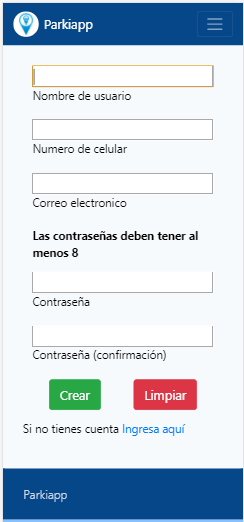 Parkiapp
Nombre de usuario
Numero de celular
Correo electronico
Las contraseñas deben tener al
menos 8
Contraseña
Contraseña (confirmación)
Crear Limpiar
Si no tienes cuenta Ingresa aquí
Parkiapp